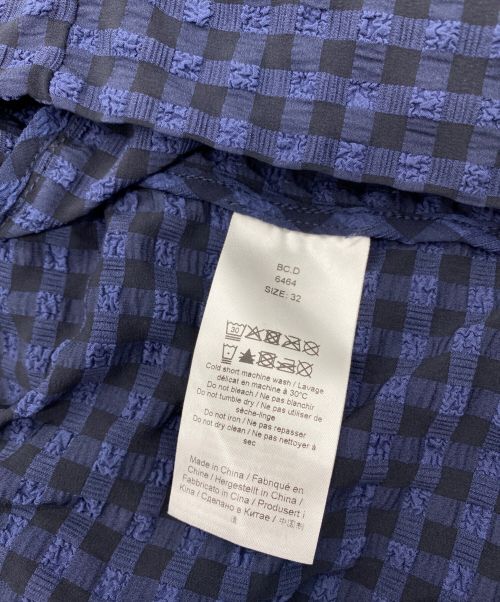 BC.D
6464
SIZE: 32
30
Cold short machine wash / Lavage
délicat en machine à 30°C
Do not bleach / Ne pas blanchir
Do not tumble dry / Ne pas utiliser de
sèche-linge
Do not iron / Ne pas repasser
Do not dry clean / Ne pas nettoyer à
sec
Made in China / Fabriqué en
Chine / Hergestellt in China /
Fabbricato in Cina / Produsert i
Kina / Сделано в Китае / 中国制
造